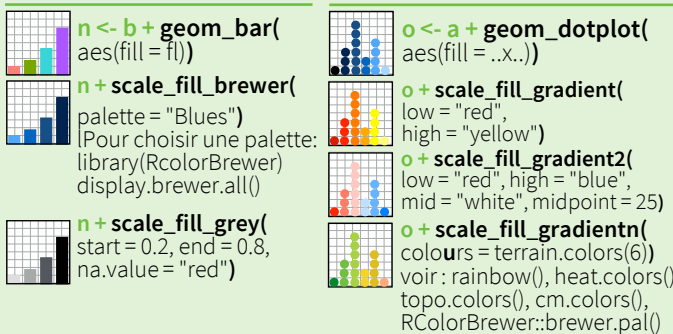 n <- b + geom_bar(
aes(fill = fl))
n + scale_fill_brewer(
palette = "Blues")
lPour choisir une palette:
library(RcolorBrewer)
display.brewer.all()
n + scale_fill_grey(
start = 0.2, end = 0.8,
na.value = "red")
o <- a + geom_dotplot(
aes(fill = ..x..))
o + scale_fill_gradient(
low = "red",
high = "yellow")
o + scale_fill_gradient2(
low = "red", high = "blue",
mid = "white", midpoint = 25)
o + scale_fill_gradientn(
colours = terrain.colors(6))
voir : rainbow(), heat.colors()
topo.colors(), cm.colors(),
RColorBrewer::brewer.pal()